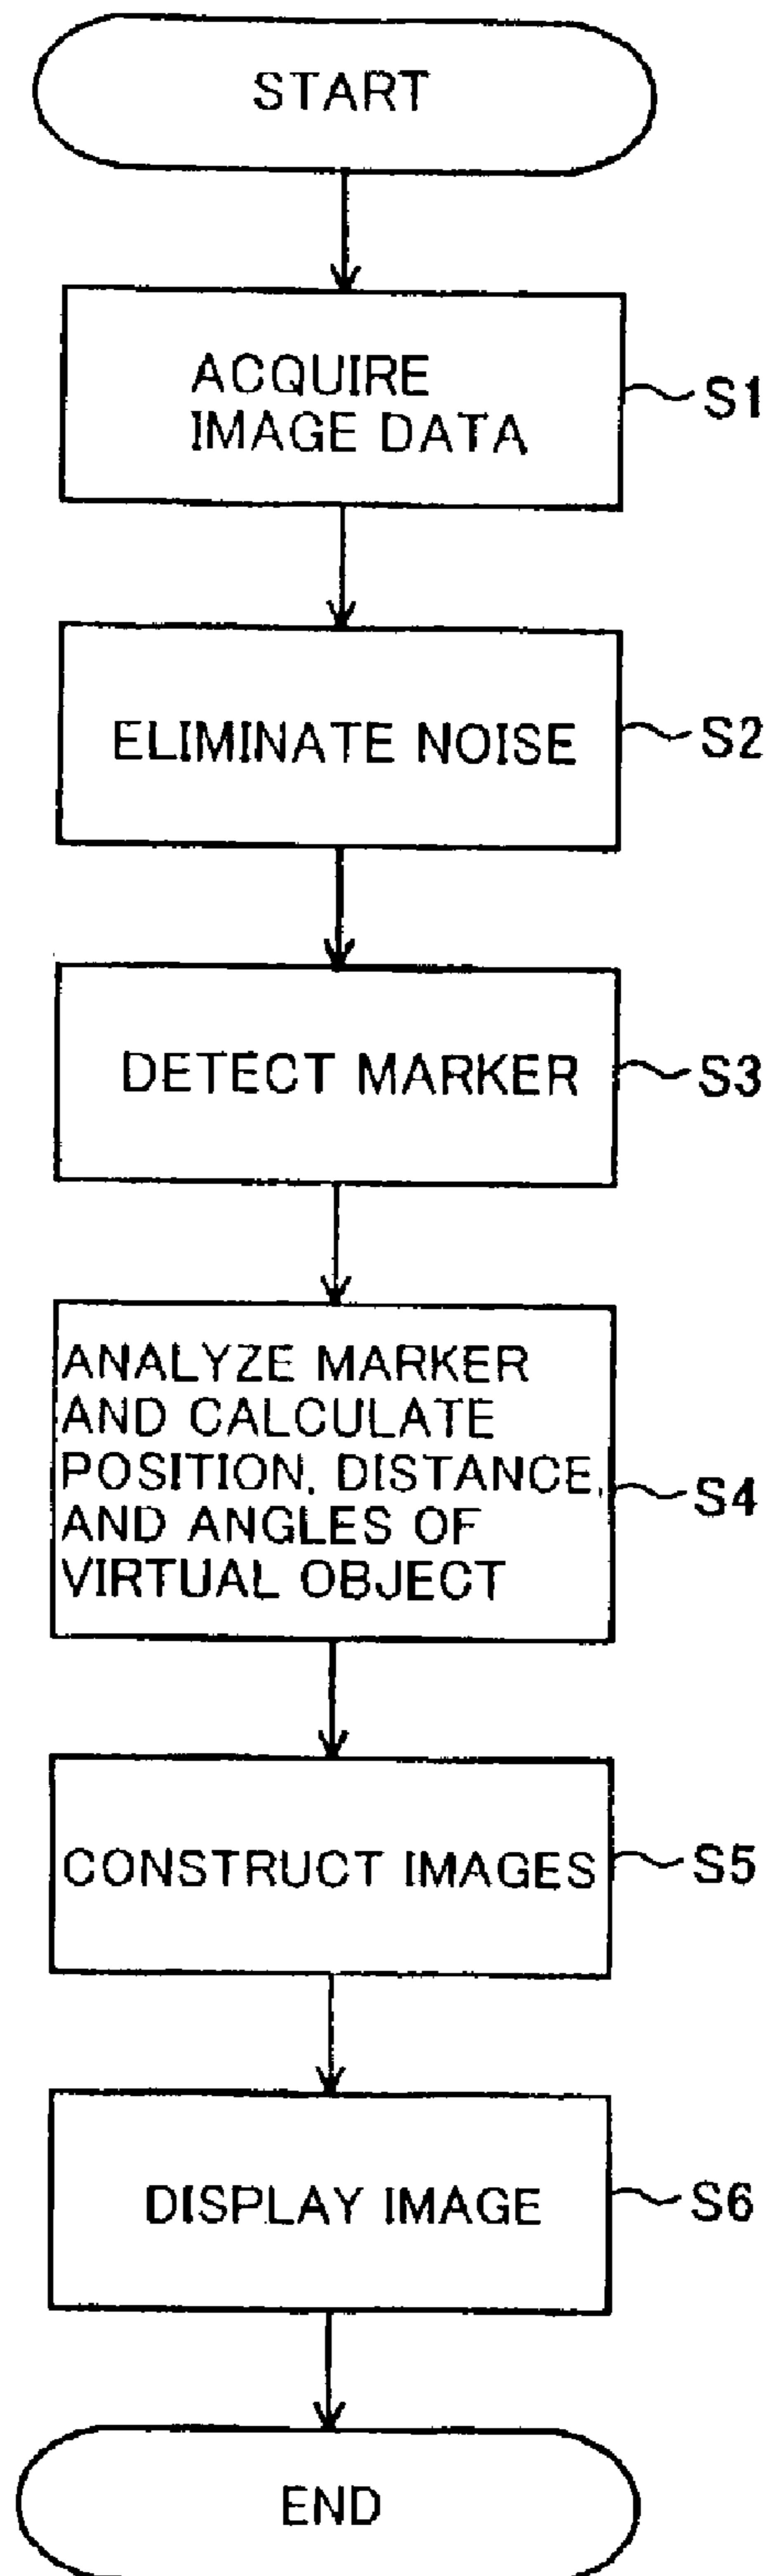 START
ACQUIRE
IMAGE DATA
S1
ELIMINATE NOISE
S2
DETECT MARKER
S3
ANALYZE MARKER
AND CALCULATE
POSITION, DISTANCE,
AND ANGLES OF
VIRTUAL OBJECT
S4
CONSTRUCT IMAGES
S5
DISPLAY IMAGE
S6
END